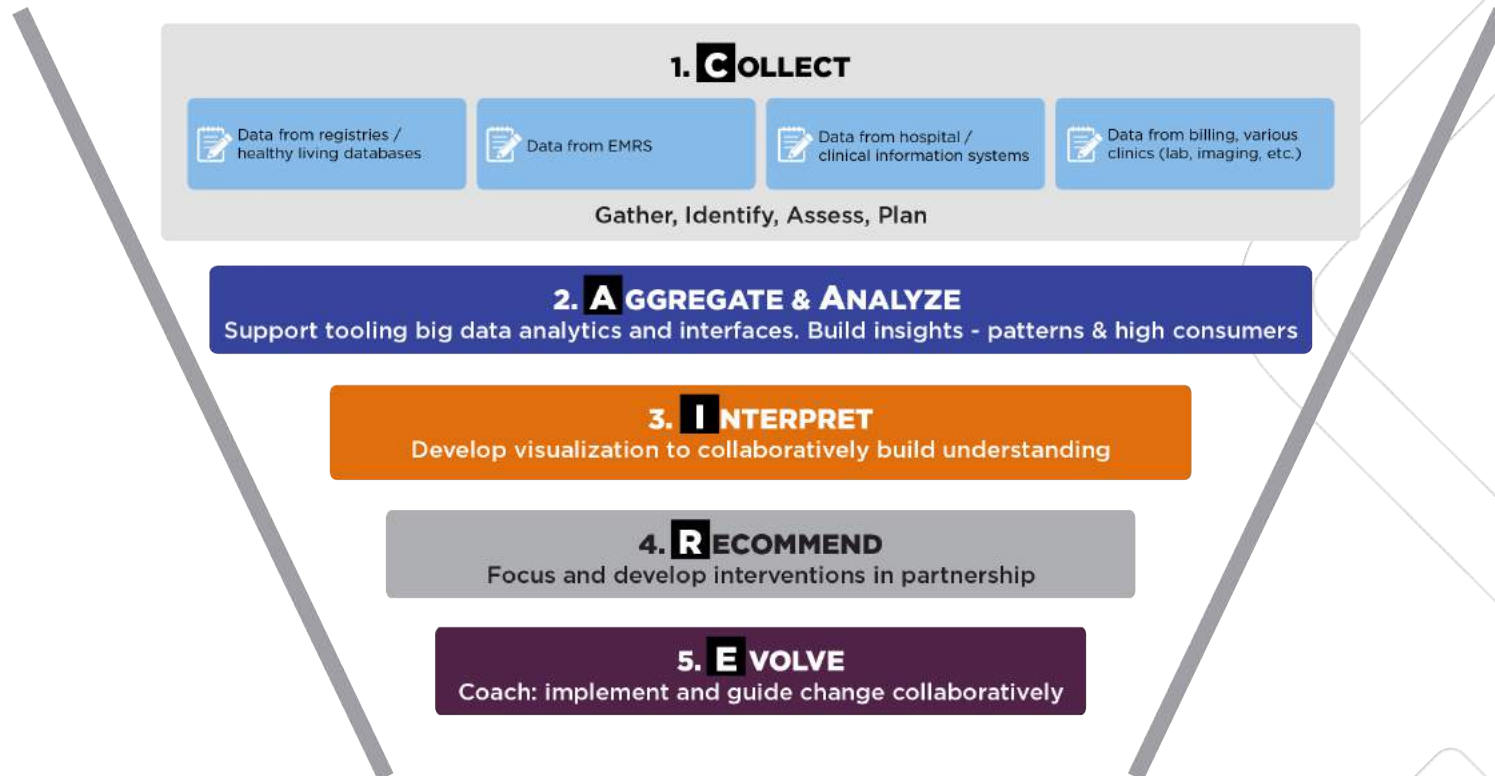 1. COLLECT
Data from registries /
healthy living databases
Data from EMRS
Data from hospital /
clinical information systems
Data from billing, various
clinics (lab, imaging, etc.)
Gather, Identify, Assess, Plan
2. AGGREGATE & ANALYZE
Support tooling big data analytics and interfaces. Build insights - patterns & high consumers
3. INTERPRET
Develop visualization to collaboratively build understanding
4. RECOMMEND
Focus and develop interventions in partnership
5. EVOLVE
Coach: implement and guide change collaboratively